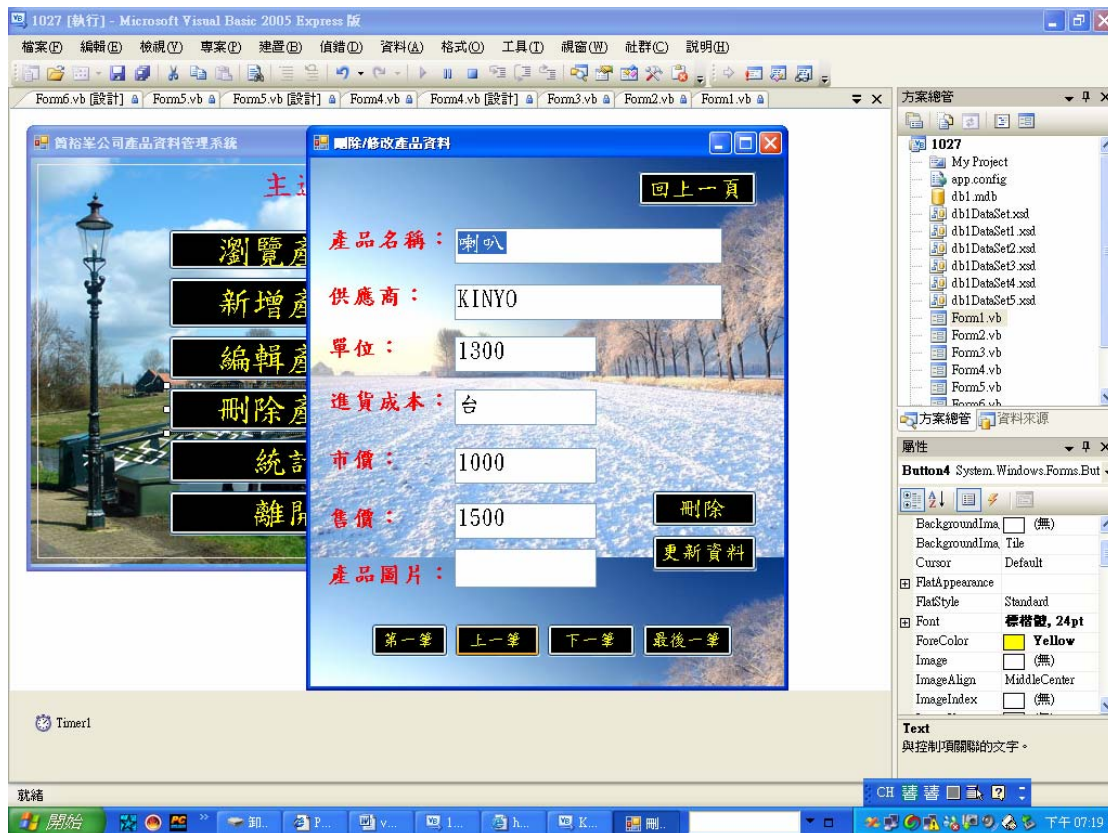 1027 [執行] - Microsoft Visual Basic 2005 Express 版
檔案(F) 編輯(E) 檢視(V) 專案(P) 建置(B) 偵錯(D) 資料(A) 格式(O) 工具(T) 視窗(W) 社群(C) 說明(H)
Form6.vb [設計] Form5.vb Form5.vb [設計] Form4.vb Form4.vb [設計] Form3.vb Form2.vb Form1.vb
公司產品資料管理系統
瀏覽產
新增產
編輯產
刪除產
統計
離開
刪除/修改產品資料
回上一頁
產品名稱：
喇叭
供應商：
KINYO
單位：
1300
進貨成本：
台
市價：
1000
售價：
1500
產品圖片：
刪除
更新資料
第一筆 上一筆 下一筆 最後一筆
Timer1
方案總管
1027
My Project
app.config
db1.mdb
db1DataSet.xsd
db1DataSet1.xsd
db1DataSet2.xsd
db1DataSet3.xsd
db1DataSet4.xsd
db1DataSet5.xsd
Form1.vb
Form2.vb
Form3.vb
Form4.vb
Form5.vb
Form6.vb
方案總管 資料來源
屬性
Button4 System.Windows.Forms.But
BackgroundIma (無)
BackgroundIma Tile
Cursor Default
FlatAppearance
FlatStyle Standard
Font 標楷體, 24pt
ForeColor Yellow
Image (無)
ImageAlign MiddleCenter
ImageIndex (無)
Text
與控制項關聯的文字。
就緒
CH
開始 卸.. P... v... 1... h... K... 刪.. 下午 07:19